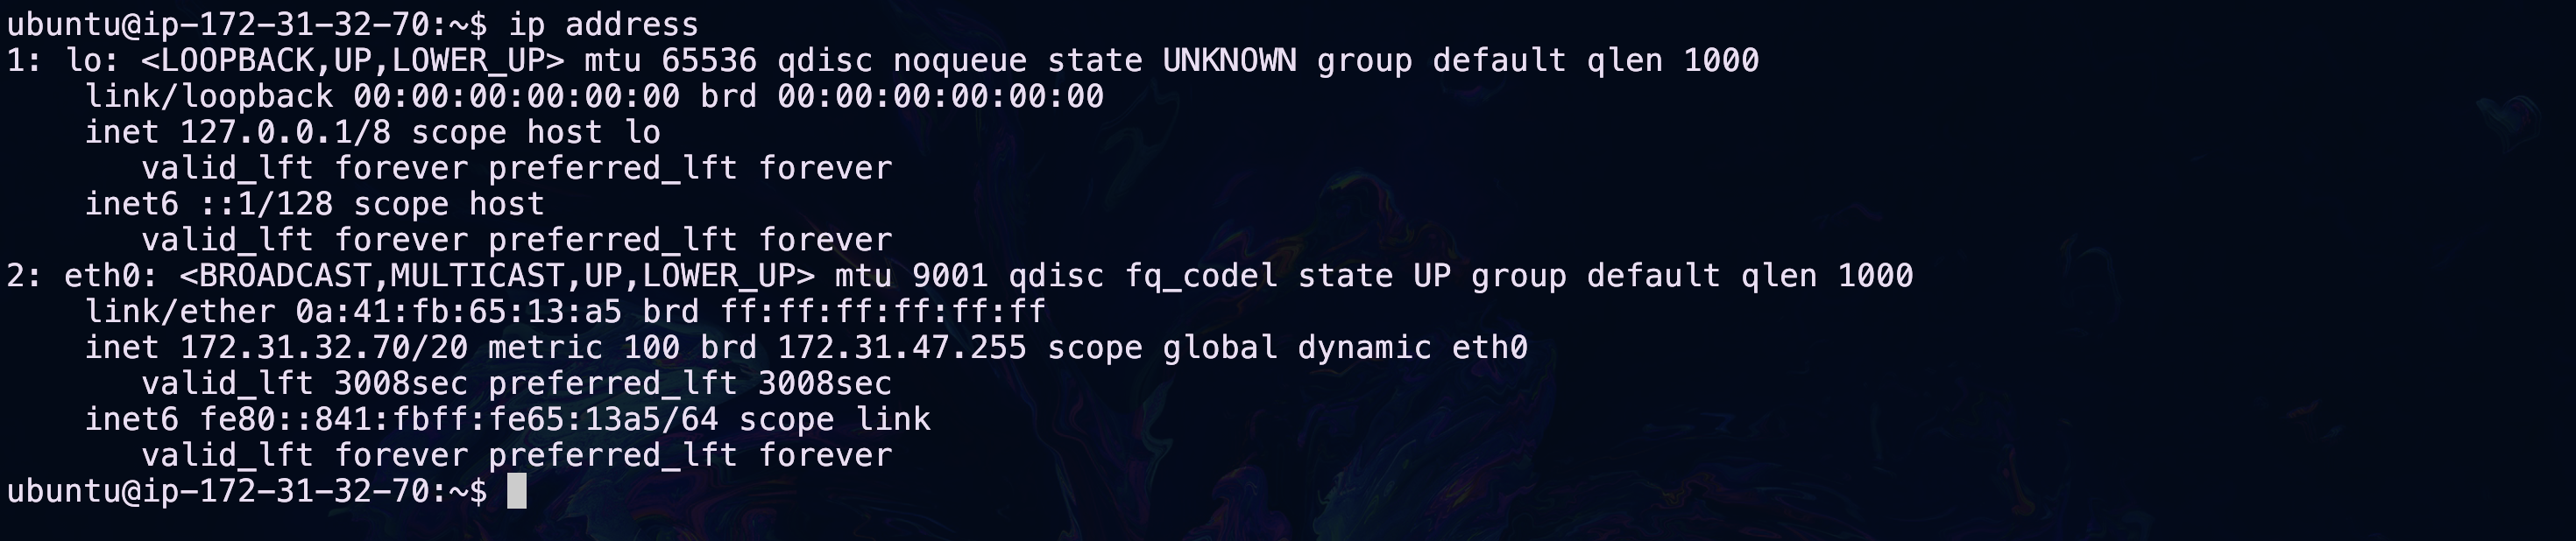 ubuntu@ip-172-31-32-70:~$ ip address
1: lo: <LOOPBACK,UP,LOWER_UP> mtu 65536 qdisc noqueue state UNKNOWN group default qlen 1000
    link/loopback 00:00:00:00:00:00 brd 00:00:00:00:00:00
    inet 127.0.0.1/8 scope host lo
       valid_lft forever preferred_lft forever
    inet6 ::1/128 scope host
       valid_lft forever preferred_lft forever
2: eth0: <BROADCAST,MULTICAST,UP,LOWER_UP> mtu 9001 qdisc fq_codel state UP group default qlen 1000
    link/ether 0a:41:fb:65:13:a5 brd ff:ff:ff:ff:ff:ff
    inet 172.31.32.70/20 metric 100 brd 172.31.47.255 scope global dynamic eth0
       valid_lft 3008sec preferred_lft 3008sec
    inet6 fe80::841:fbff:fe65:13a5/64 scope link
       valid_lft forever preferred_lft forever
ubuntu@ip-172-31-32-70:~$